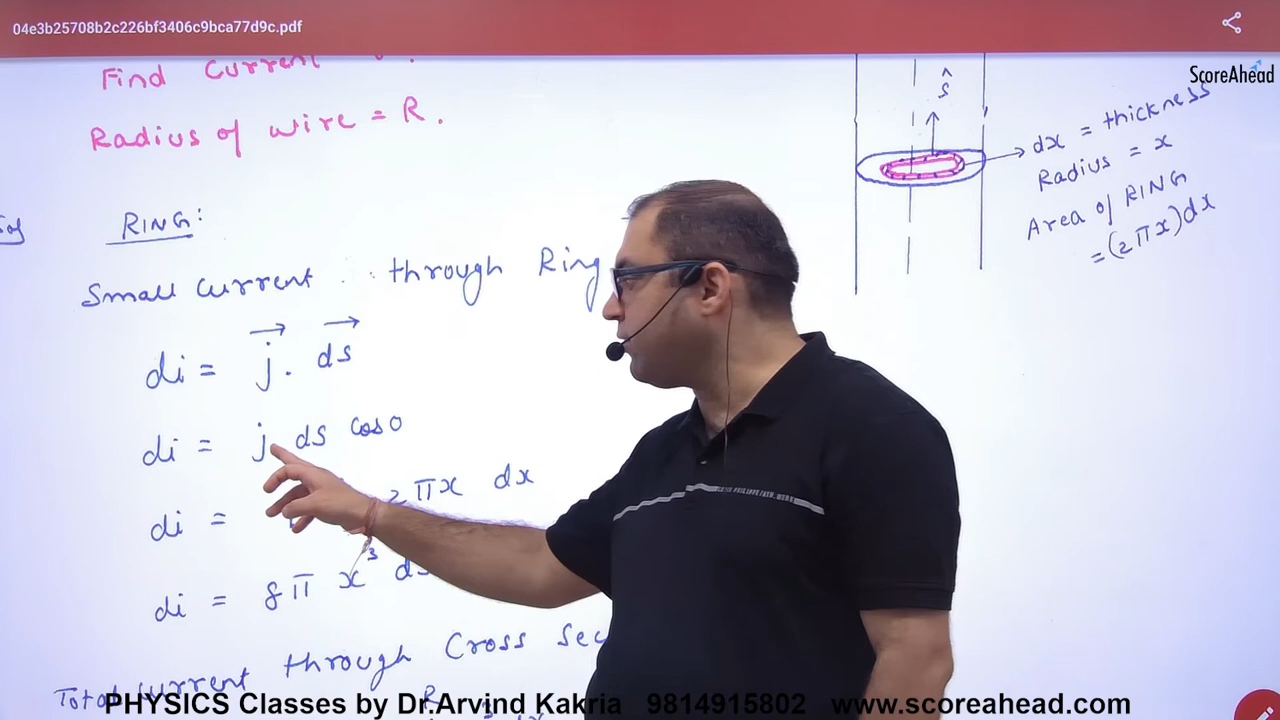 04e3b25708b2c226bf3406c9bca77d9c.pdf
ScoreAhead
Find Current
Radius of wire = R.
ŝ
dx = thickness
Radius = x
Area of RING
= (2πx)dx
RING:
Small Current through Ring
di = j⃗ . d⃗s
di = j ds cos0
di = 2πx dx
di = 8π x³
Total Current through Cross Sec
R
PHYSICS Classes by Dr.Arvind Kakria 9814915802 www.scoreahead.com